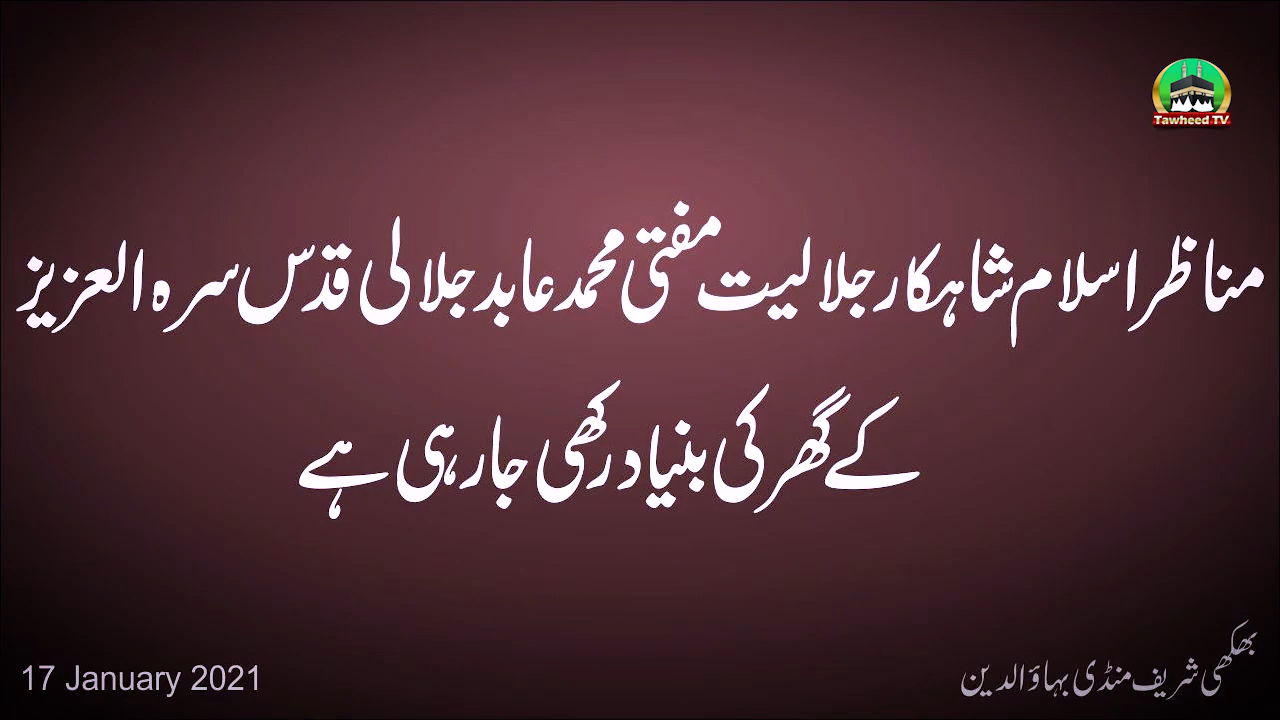 Tawheed TV
مناظر اسلام شاہکار جلالیت مفتی محمد عابد جلالی قدس سرہ العزیز
کے گھر کی بنیاد رکھی جا رہی ہے
بھکھی شریف منڈی بہاؤالدین
17 January 2021